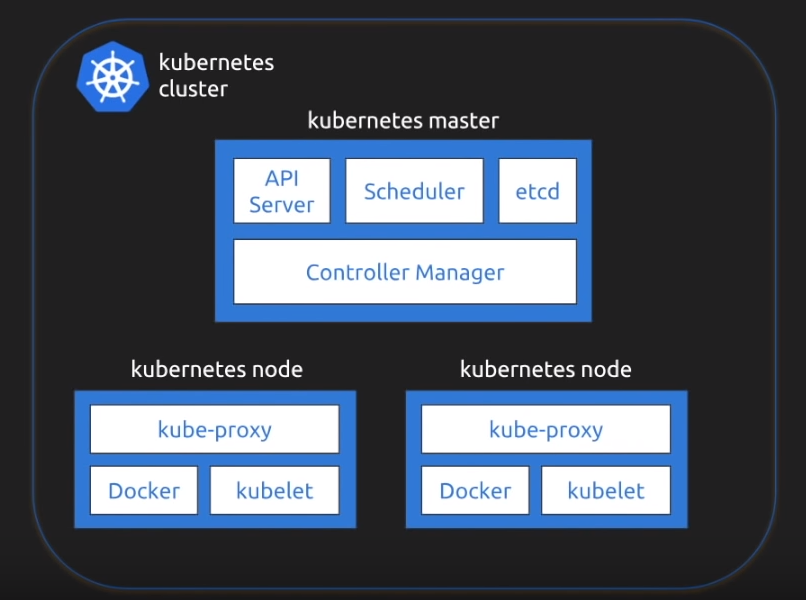 kubernetes
cluster
kubernetes master
API
Server
Scheduler
etcd
Controller Manager
kubernetes node
kube-proxy
Docker
kubelet
kubernetes node
kube-proxy
Docker
kubelet